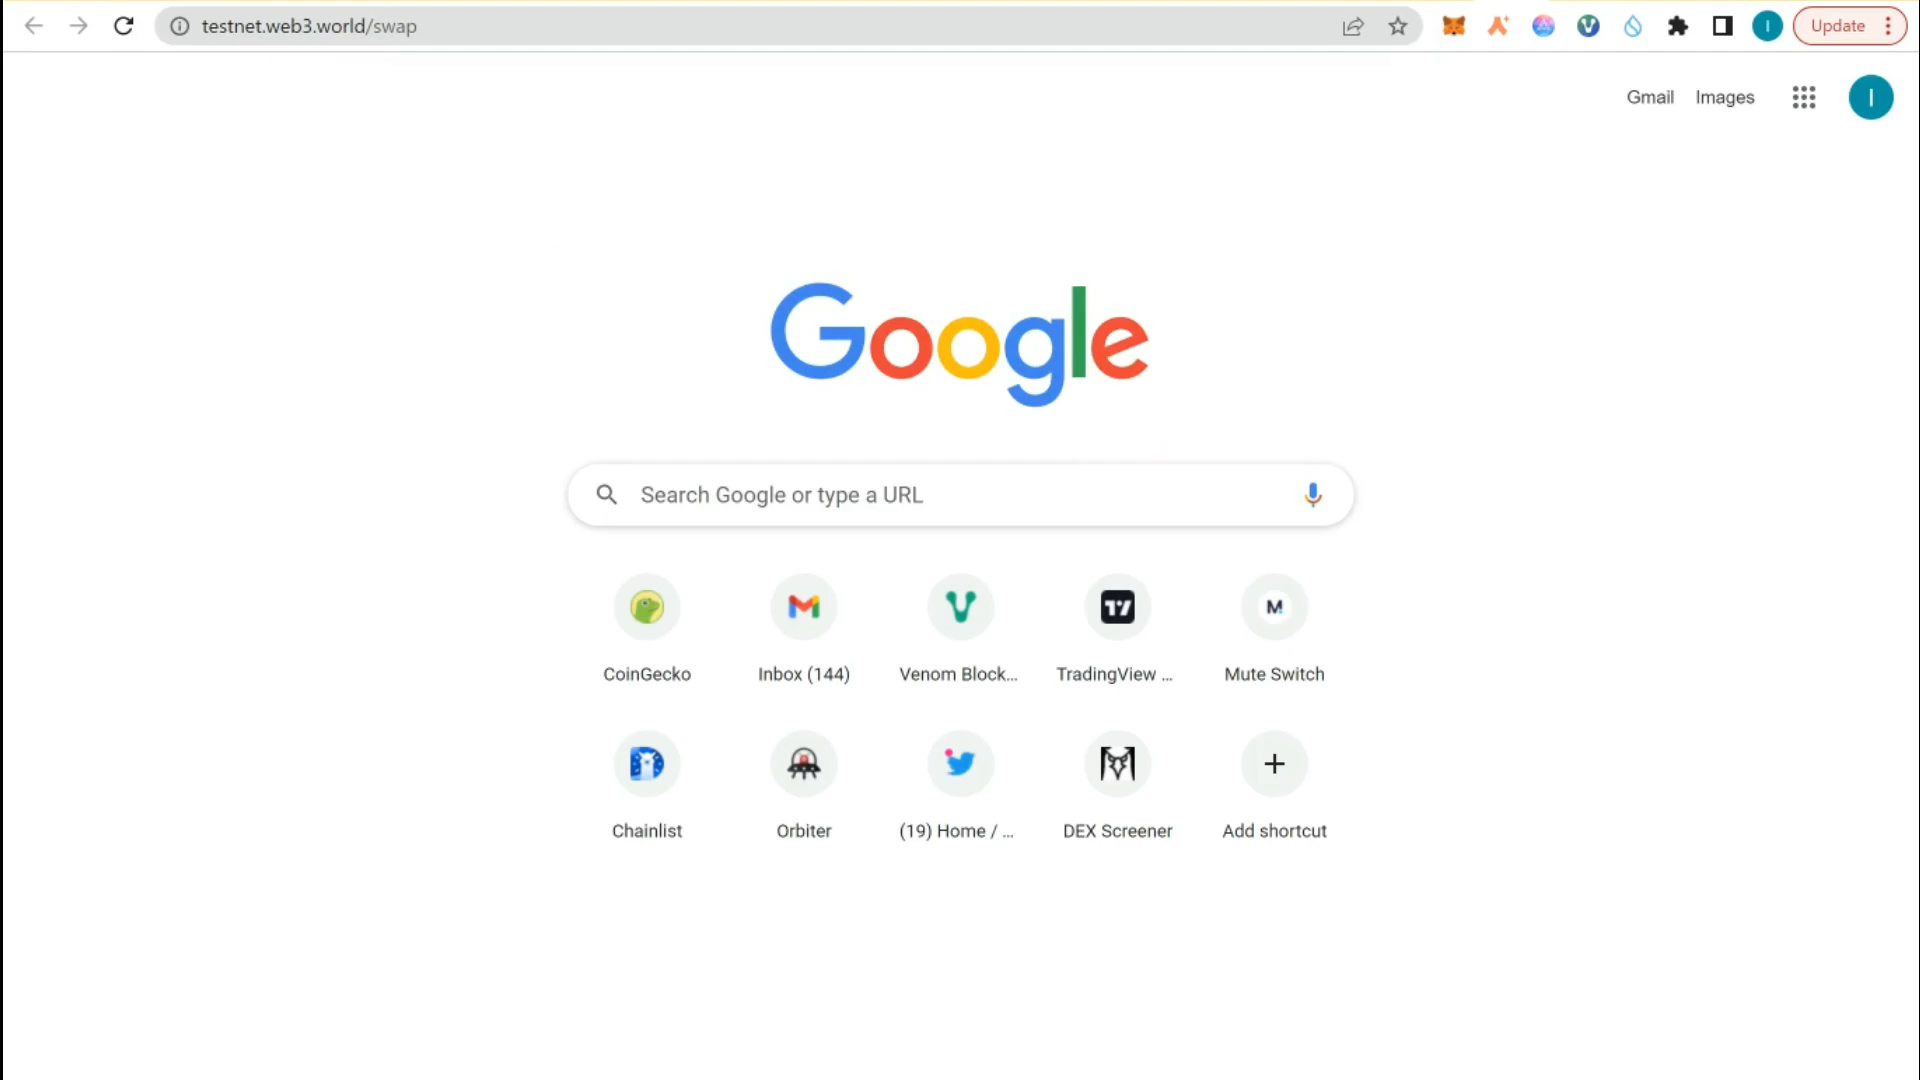 testnet.web3.world/swap
Update
I
Gmail Images
I
Google
Search Google or type a URL
CoinGecko Inbox (144) Venom Block... TradingView ... Mute Switch
M
Chainlist Orbiter (19) Home / ... DEX Screener Add shortcut